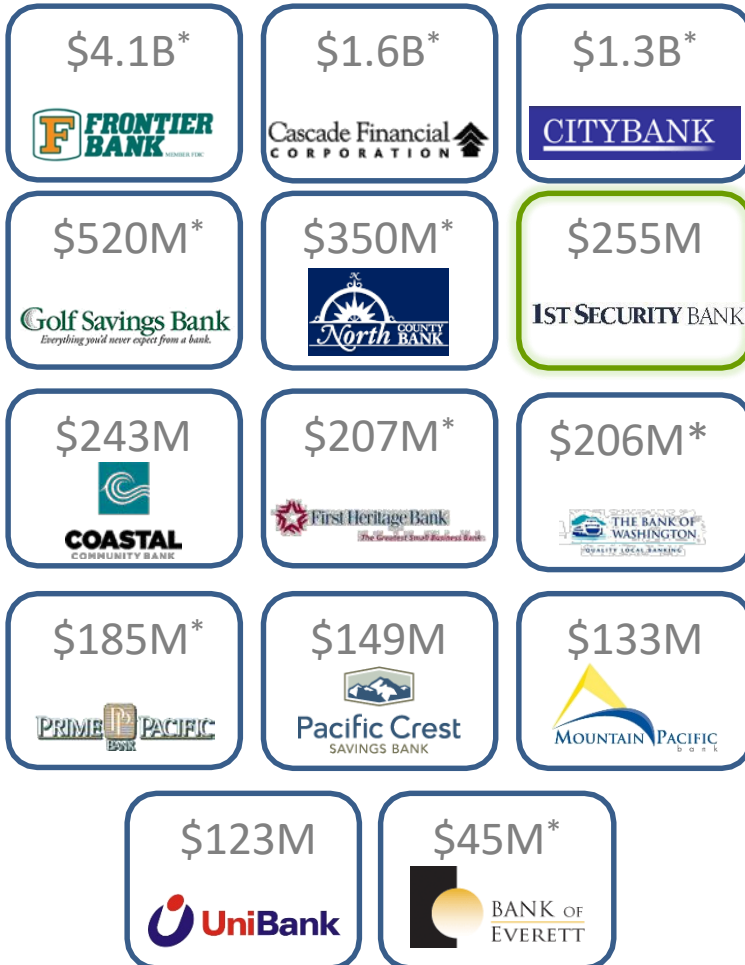 $4.1B*
FRONTIER
BANK
MEMBER FDIC
$1.6B*
Cascade Financial
CORPORATION
$1.3B*
CITYBANK
$520M*
Golf Savings Bank
Everything you'd never expect from a bank.
$350M*
N
North COUNTY
BANK
$255M
1ST SECURITY BANK
$243M
COASTAL
COMMUNITY BANK
$207M*
First Heritage Bank
The Greatest Small Business Bank
$206M*
THE BANK OF
WASHINGTON
QUALITY LOCAL BANKING
$185M*
PRIME PACIFIC
BANK
$149M
Pacific Crest
SAVINGS BANK
$133M
MOUNTAIN PACIFIC
bank
$123M
UniBank
$45M*
BANK OF
EVERETT